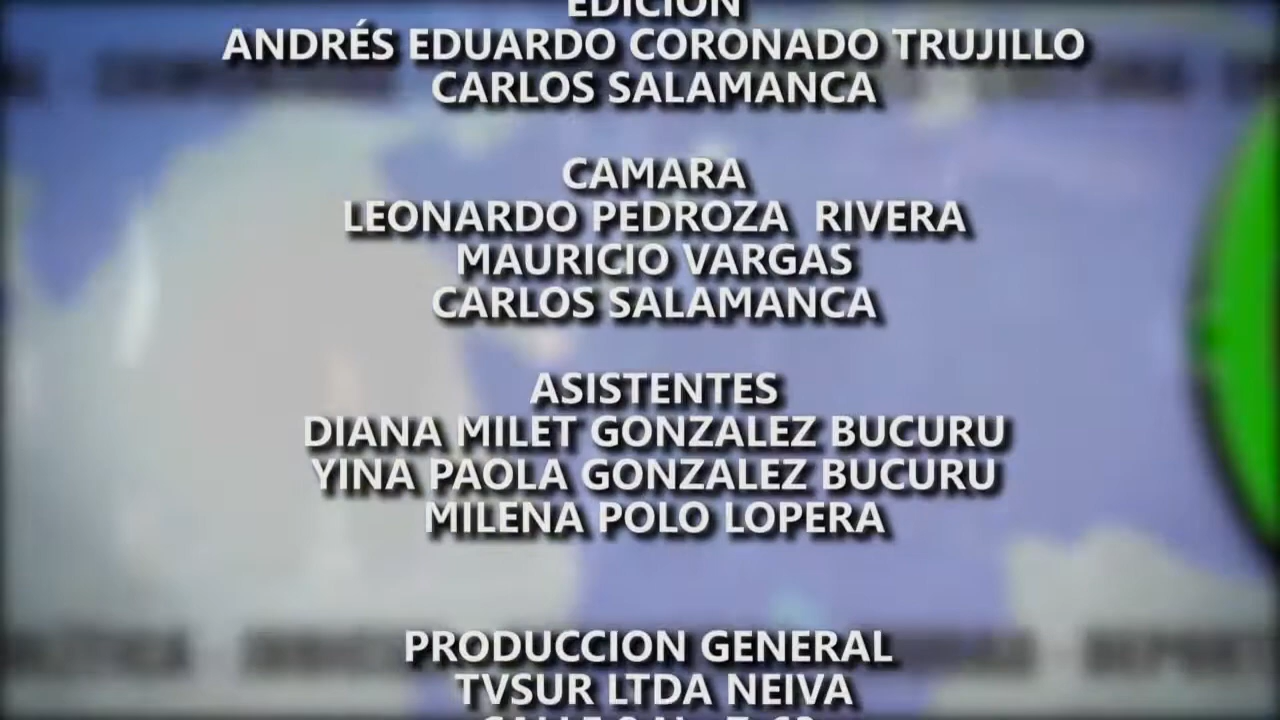 EDICIÓN
ANDRÉS EDUARDO CORONADO TRUJILLO
CARLOS SALAMANCA
CAMARA
LEONARDO PEDROZA RIVERA
MAURICIO VARGAS
CARLOS SALAMANCA
ASISTENTES
DIANA MILET GONZALEZ BUCURU
YINA PAOLA GONZALEZ BUCURU
MILENA POLO LOPERA
PRODUCCION GENERAL
TVSUR LTDA NEIVA